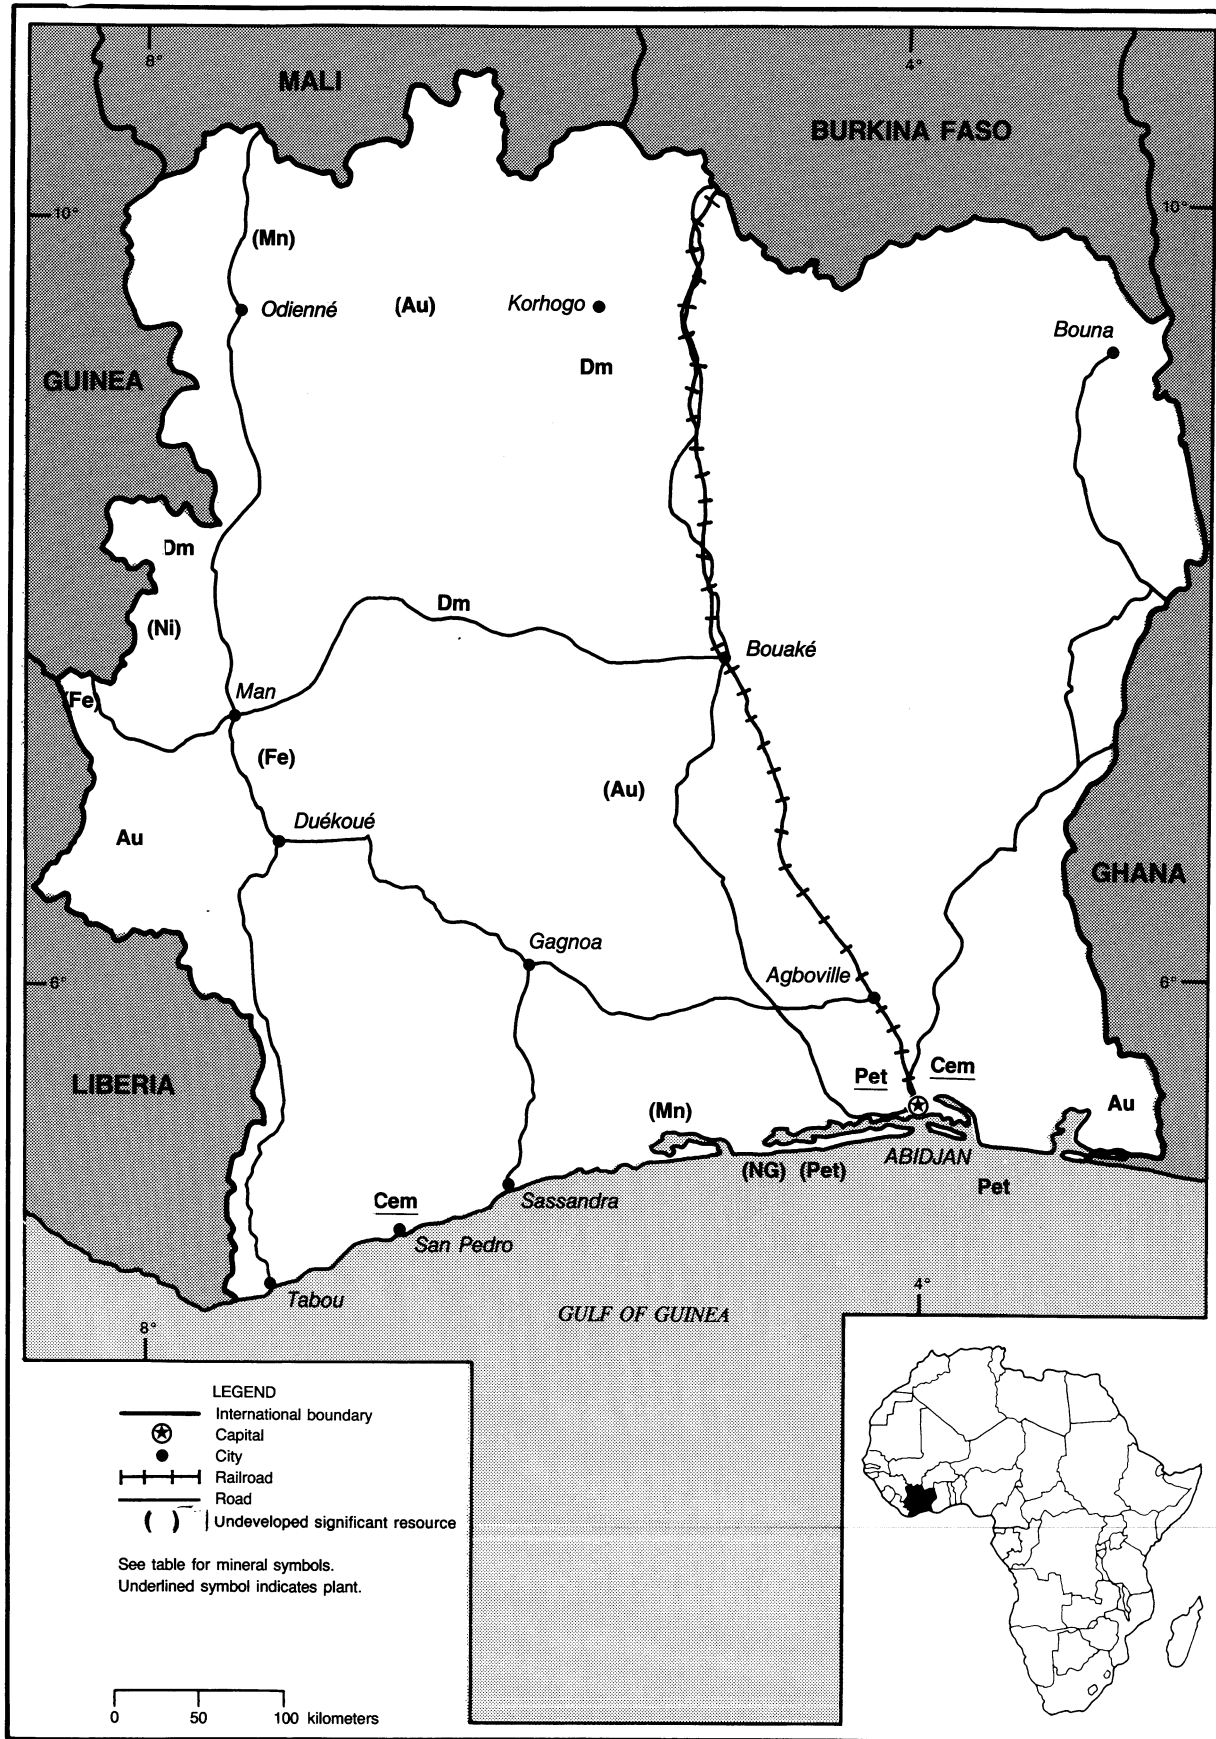 8° 4°
MALI
BURKINA FASO
10° 10°
(Mn)
Odienné (Au) Korhogo
Bouna
Dm
GUINEA
Dm
Dm
(Ni)
Bouaké
Man
(Fe)
(Fe)
(Au)
Duékoué
Au
GHANA
Gagnoa
Agboville
6° 6°
LIBERIA
Pet Cem
(Mn) Au
ABIDJAN
(NG) (Pet)
Pet
Cem
Sassandra
San Pedro
Tabou
4°
GULF OF GUINEA
8°
LEGEND
International boundary
Capital
City
Railroad
Road
( ) Undeveloped significant resource
See table for mineral symbols.
Underlined symbol indicates plant.
0 50 100 kilometers